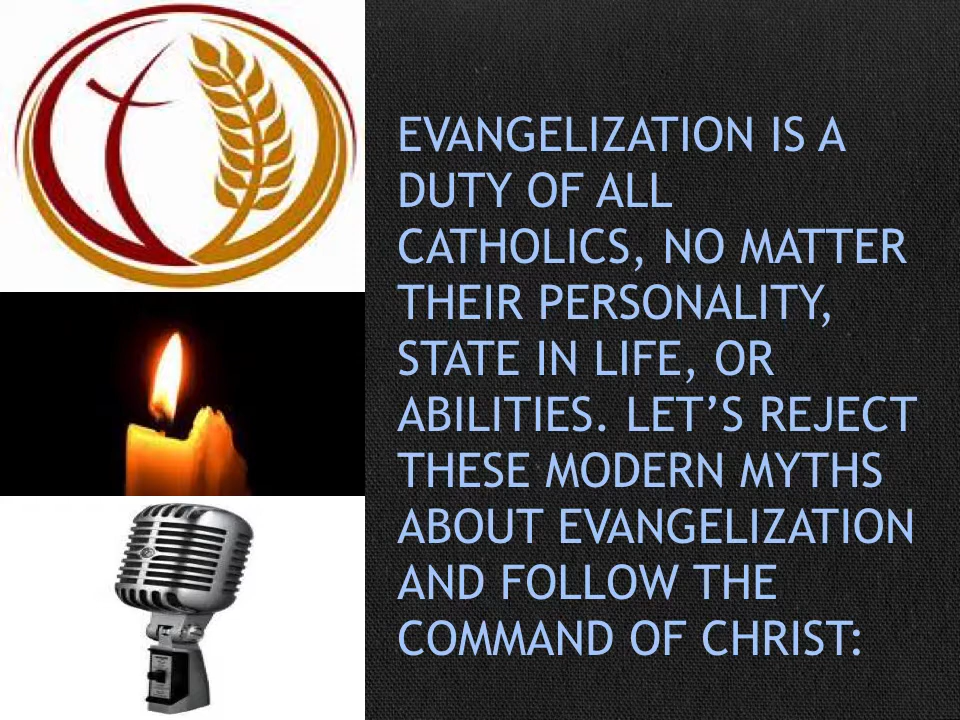 EVANGELIZATION IS A
DUTY OF ALL
CATHOLICS, NO MATTER
THEIR PERSONALITY,
STATE IN LIFE, OR
ABILITIES. LET’S REJECT
THESE MODERN MYTHS
ABOUT EVANGELIZATION
AND FOLLOW THE
COMMAND OF CHRIST: